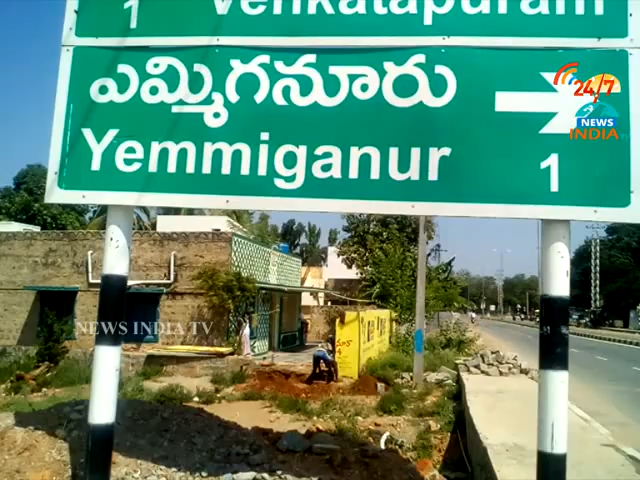 1 Venkatapuram
ఎమ్మిగనూరు
Yemmiganur 1
24/7
NEWS
INDIA
NEWS INDIA TV